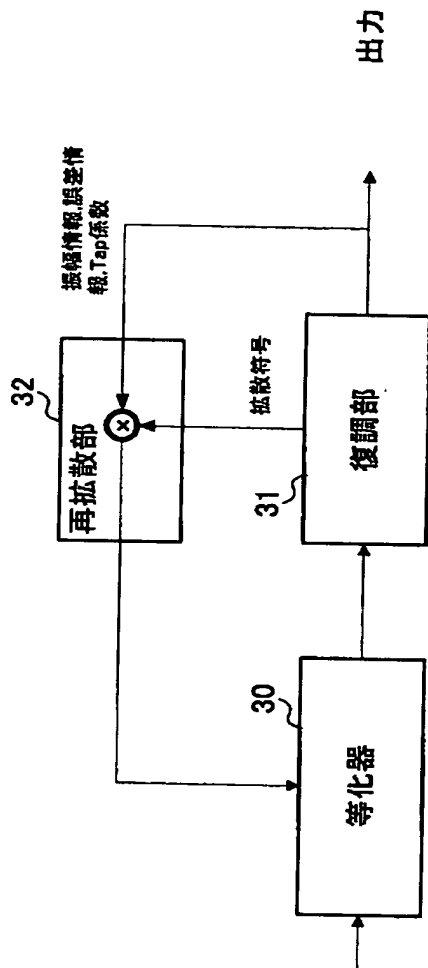 32
再拡散部
×
振幅情報,誤差情
報,Tap係数
拡散符号
30
等化器
31
復調部
出力